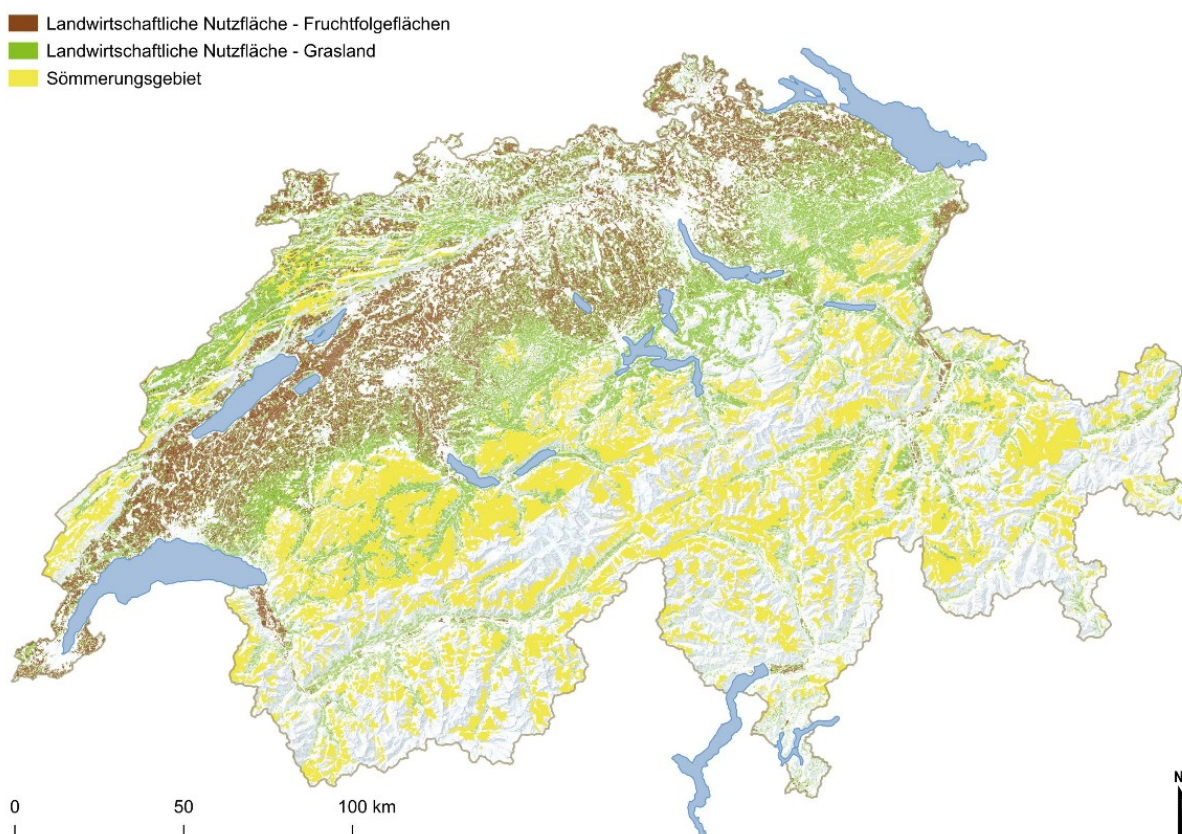 Landwirtschaftliche Nutzfläche - Fruchtfolgeflächen
Landwirtschaftliche Nutzfläche - Grasland
Sömmerungsgebiet
0 50 100 km
N